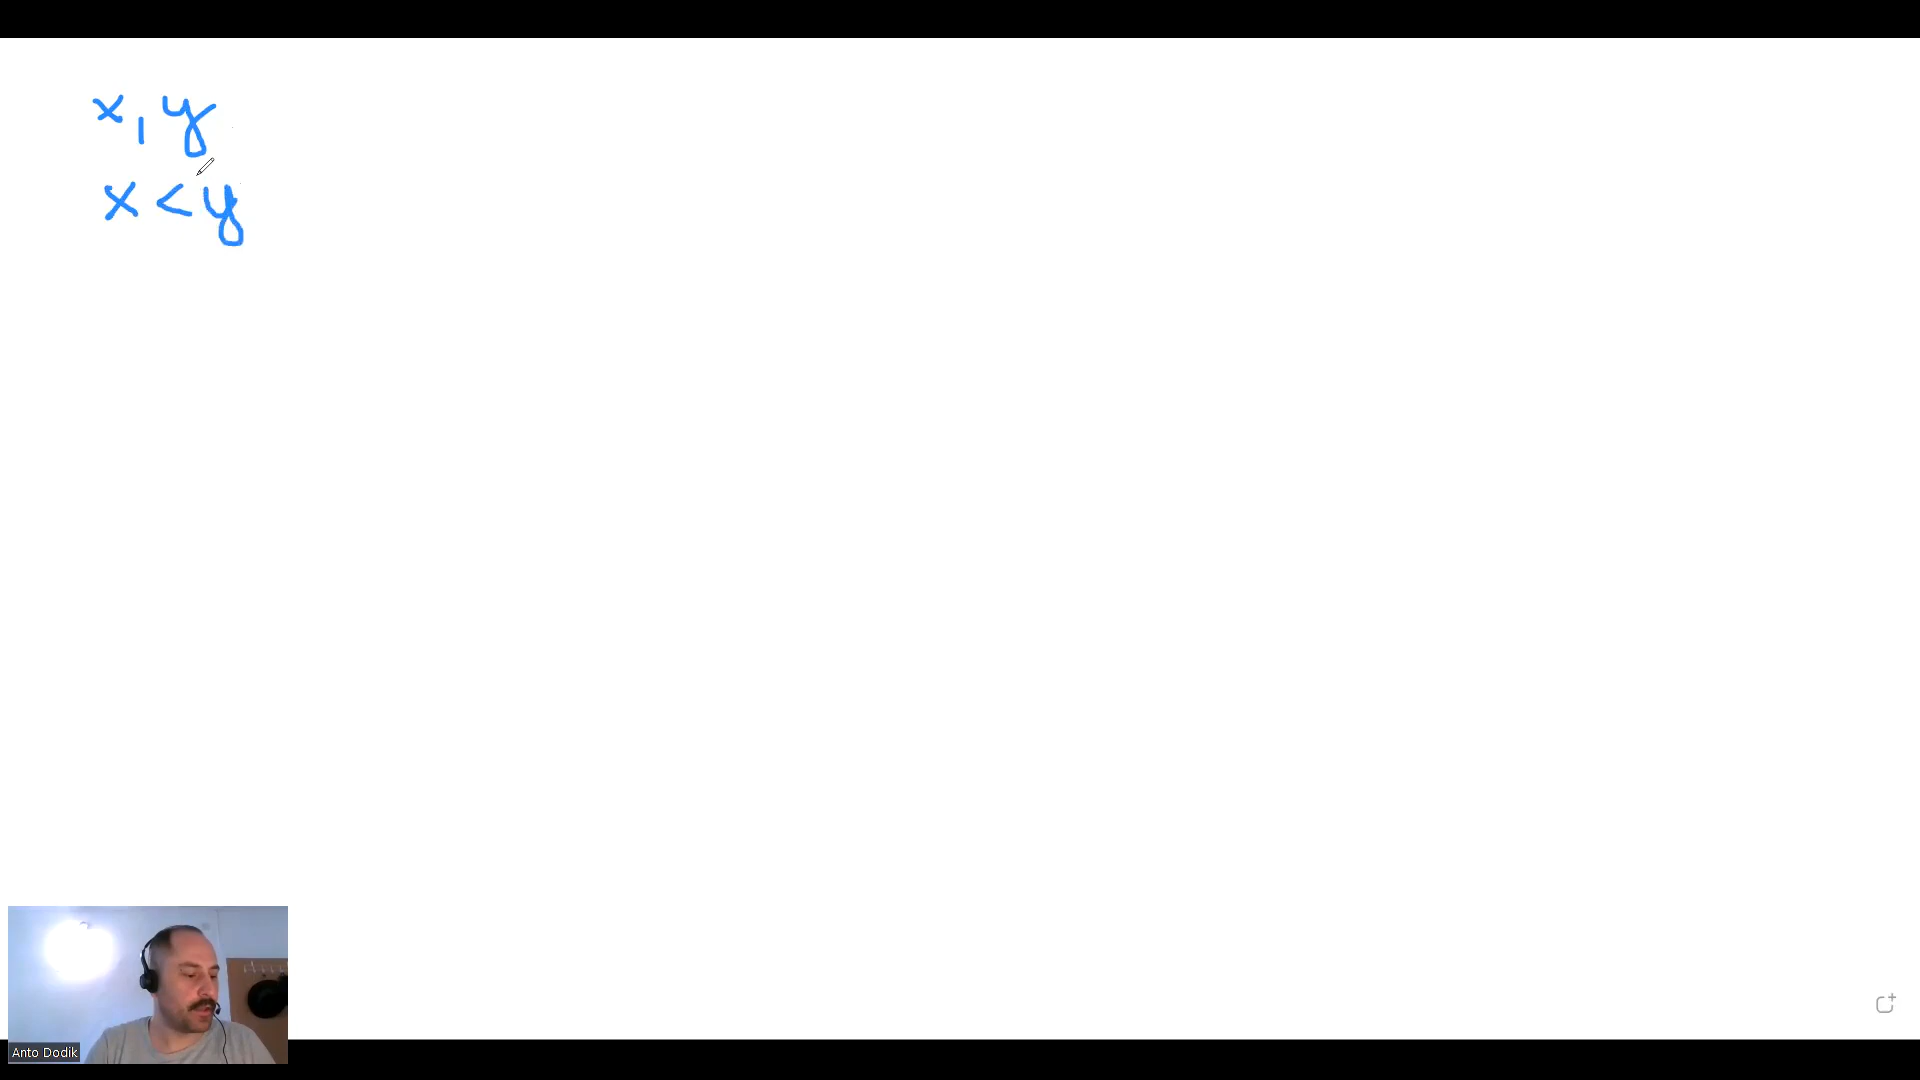 x, y
x < y
Anto Dodik